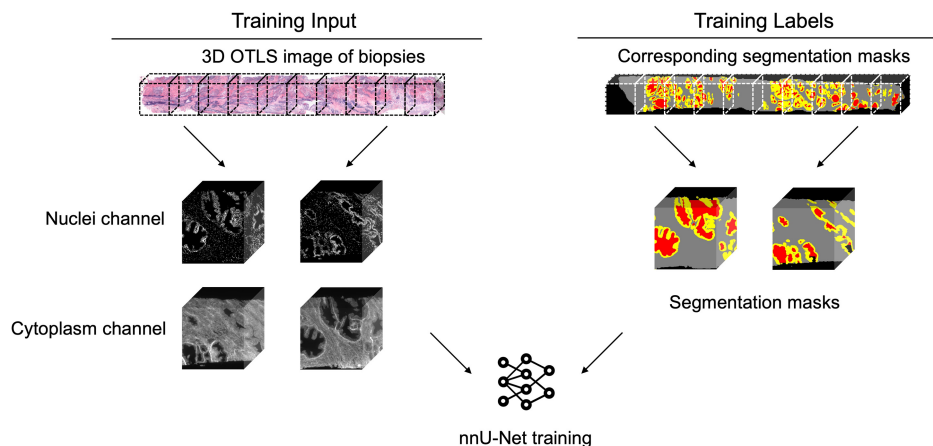 Training Input
Training Labels
3D OTLS image of biopsies
Corresponding segmentation masks
Nuclei channel
Cytoplasm channel
Segmentation masks
nnU-Net training